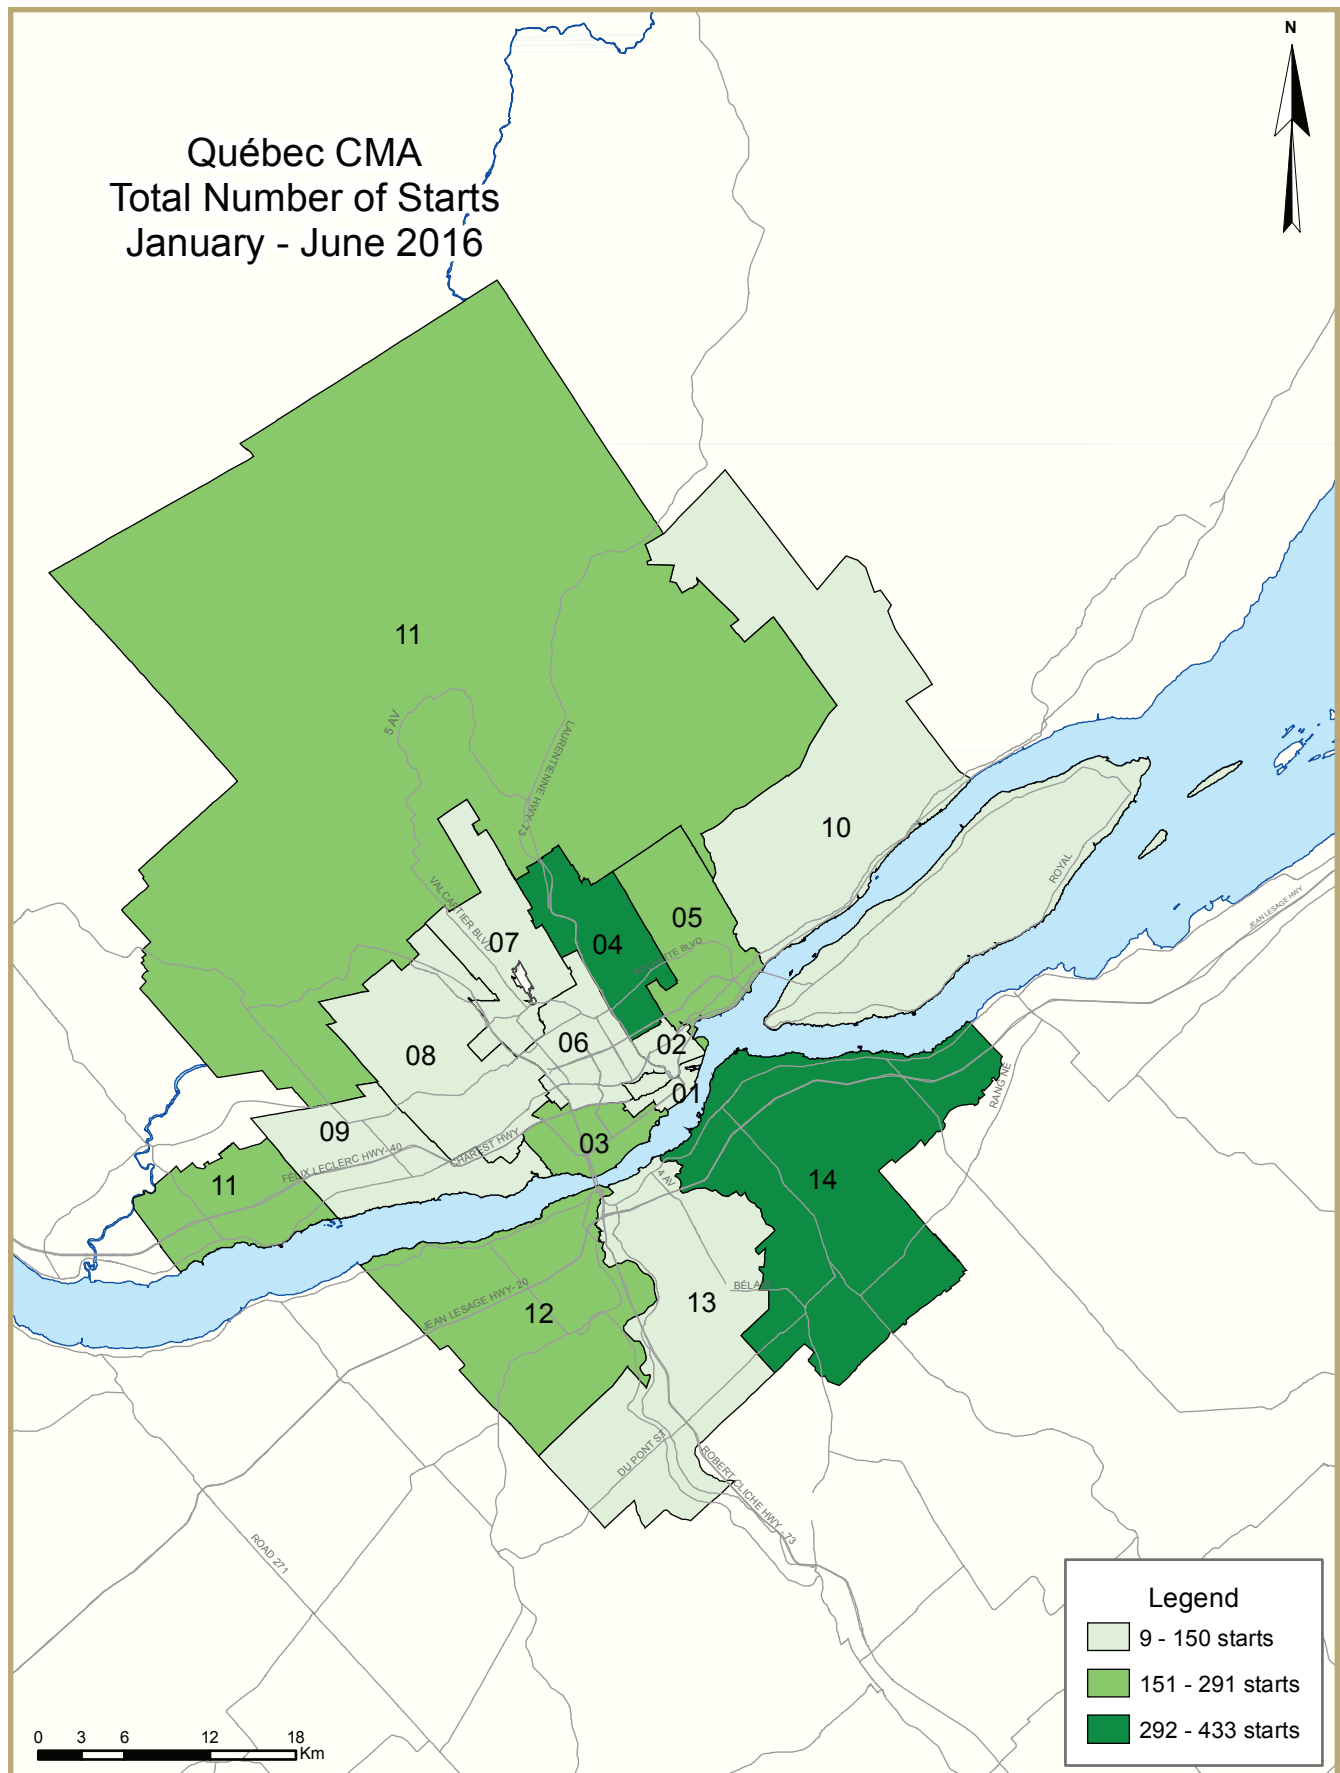 N
Québec CMA
Total Number of Starts
January - June 2016
11
10
5 AV
LAURENTIENNE HWY-73
ROYAL
JEAN LESAGE HWY
VALCARTIER BLVD
07
04
05
BLVD
08
06
02
01
RANG NE
09
CHAREST HWY
03
FÉLIX LECLERC HWY-40
11
4 AV
14
BÉLA
13
JEAN LESAGE HWY-20
12
DU PONT ST
ROBERT CLICHE HWY -73
ROAD 271
Legend
9 - 150 starts
151 - 291 starts
292 - 433 starts
0 3 6 12 18
Km